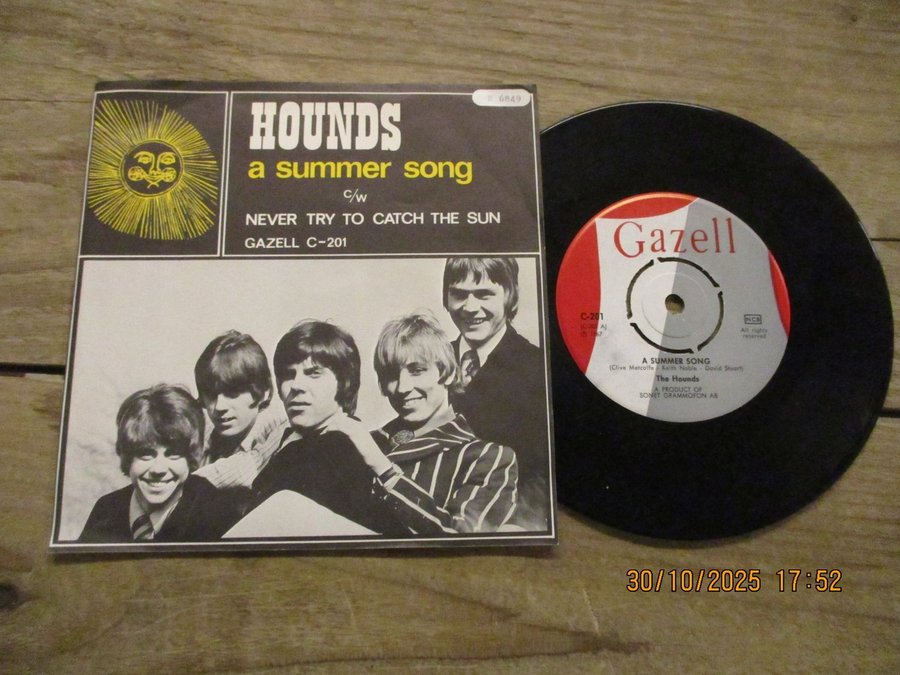 6849
HOUNDS
a summer song
c/w
NEVER TRY TO CATCH THE SUN
GAZELL C-201
Gazell
C-201
NCB
All rights
reserved
A SUMMER SONG
(Clive Metcalfe - Keith Noble - David Stuart)
The Hounds
A PRODUCT OF
SONET GRAMMOFON AB
30/10/2025 17:52